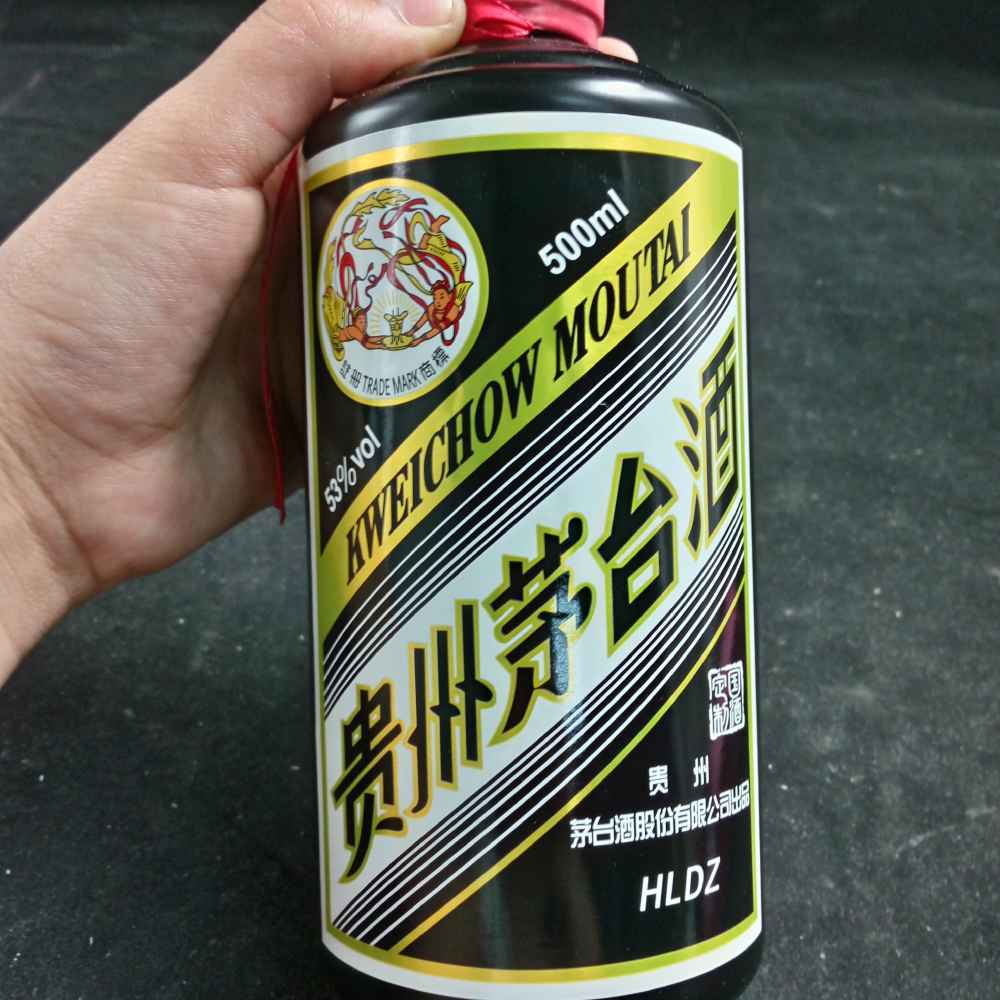 500ml
注册 TRADE MARK 商標
53%vol
KWEICHOW MOUTAI
贵州茅台酒
国酒
定制
贵 州
茅台酒股份有限公司出品
HLDZ